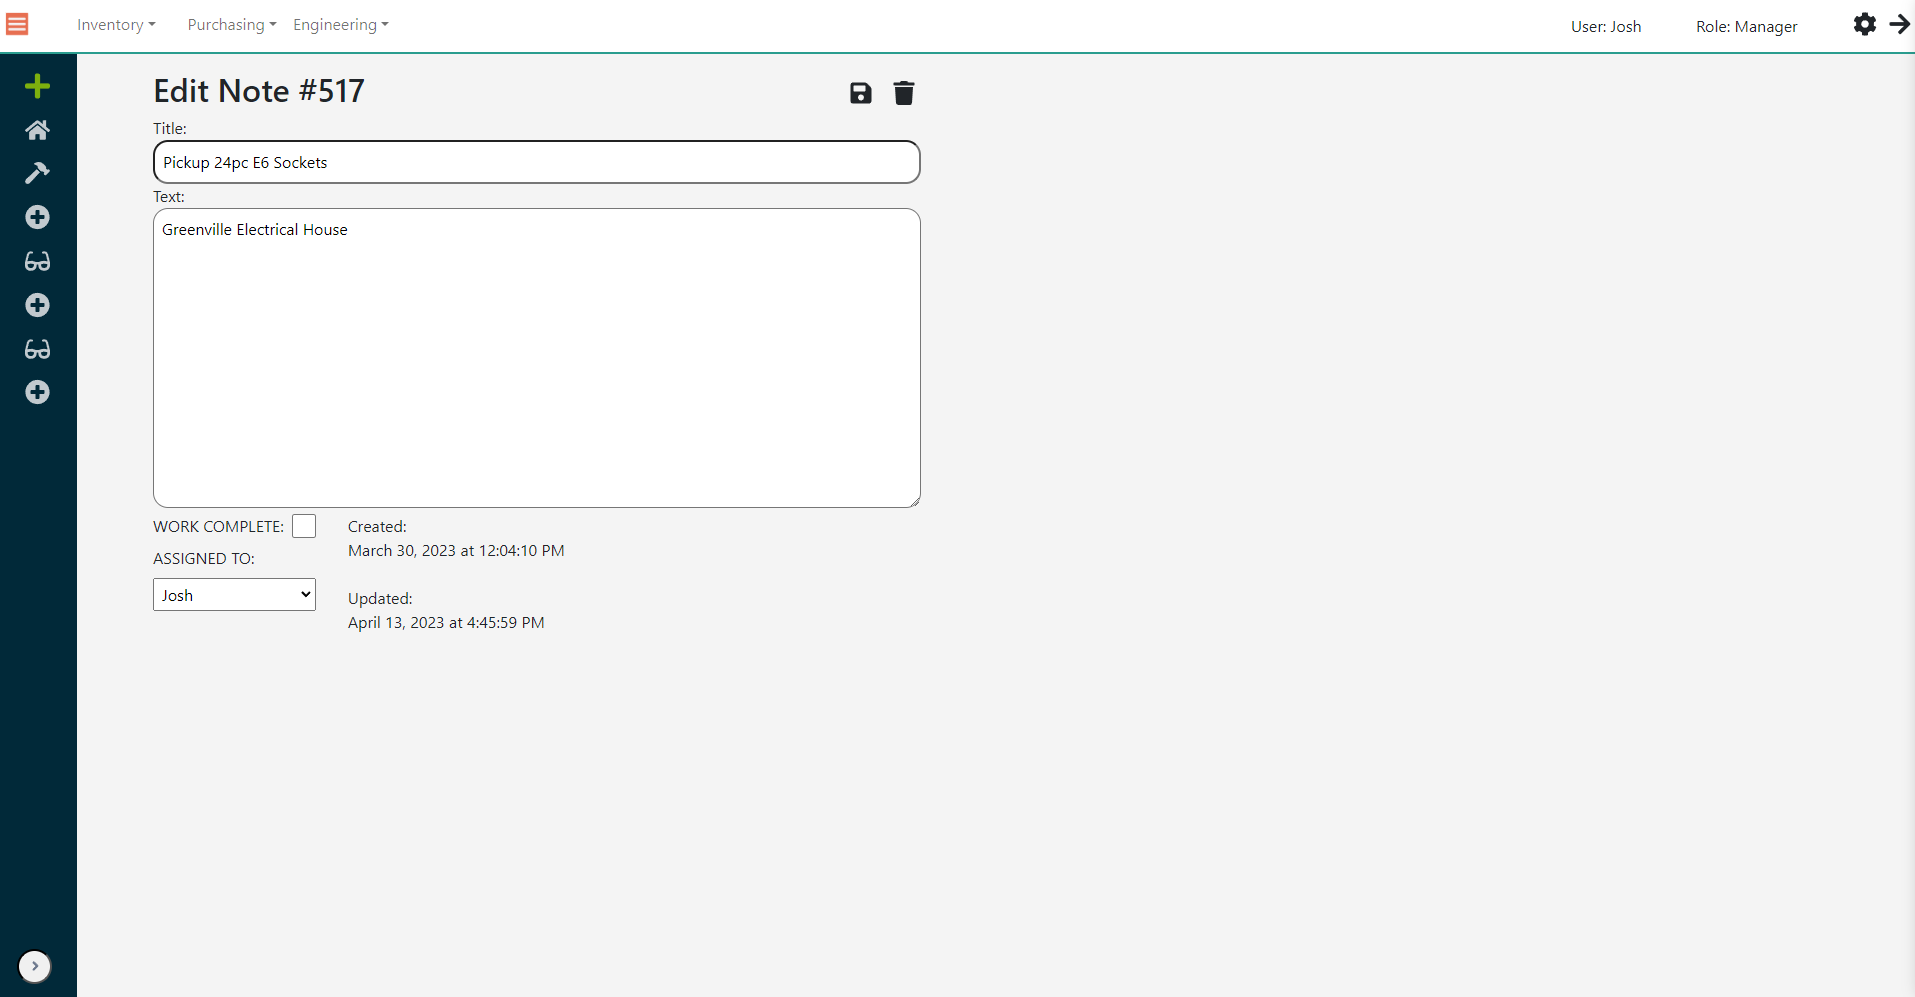 Inventory Purchasing Engineering User: Josh Role: Manager
Edit Note #517
Title:
Pickup 24pc E6 Sockets
Text:
Greenville Electrical House
WORK COMPLETE:
ASSIGNED TO:
Josh
Created:
March 30, 2023 at 12:04:10 PM
Updated:
April 13, 2023 at 4:45:59 PM